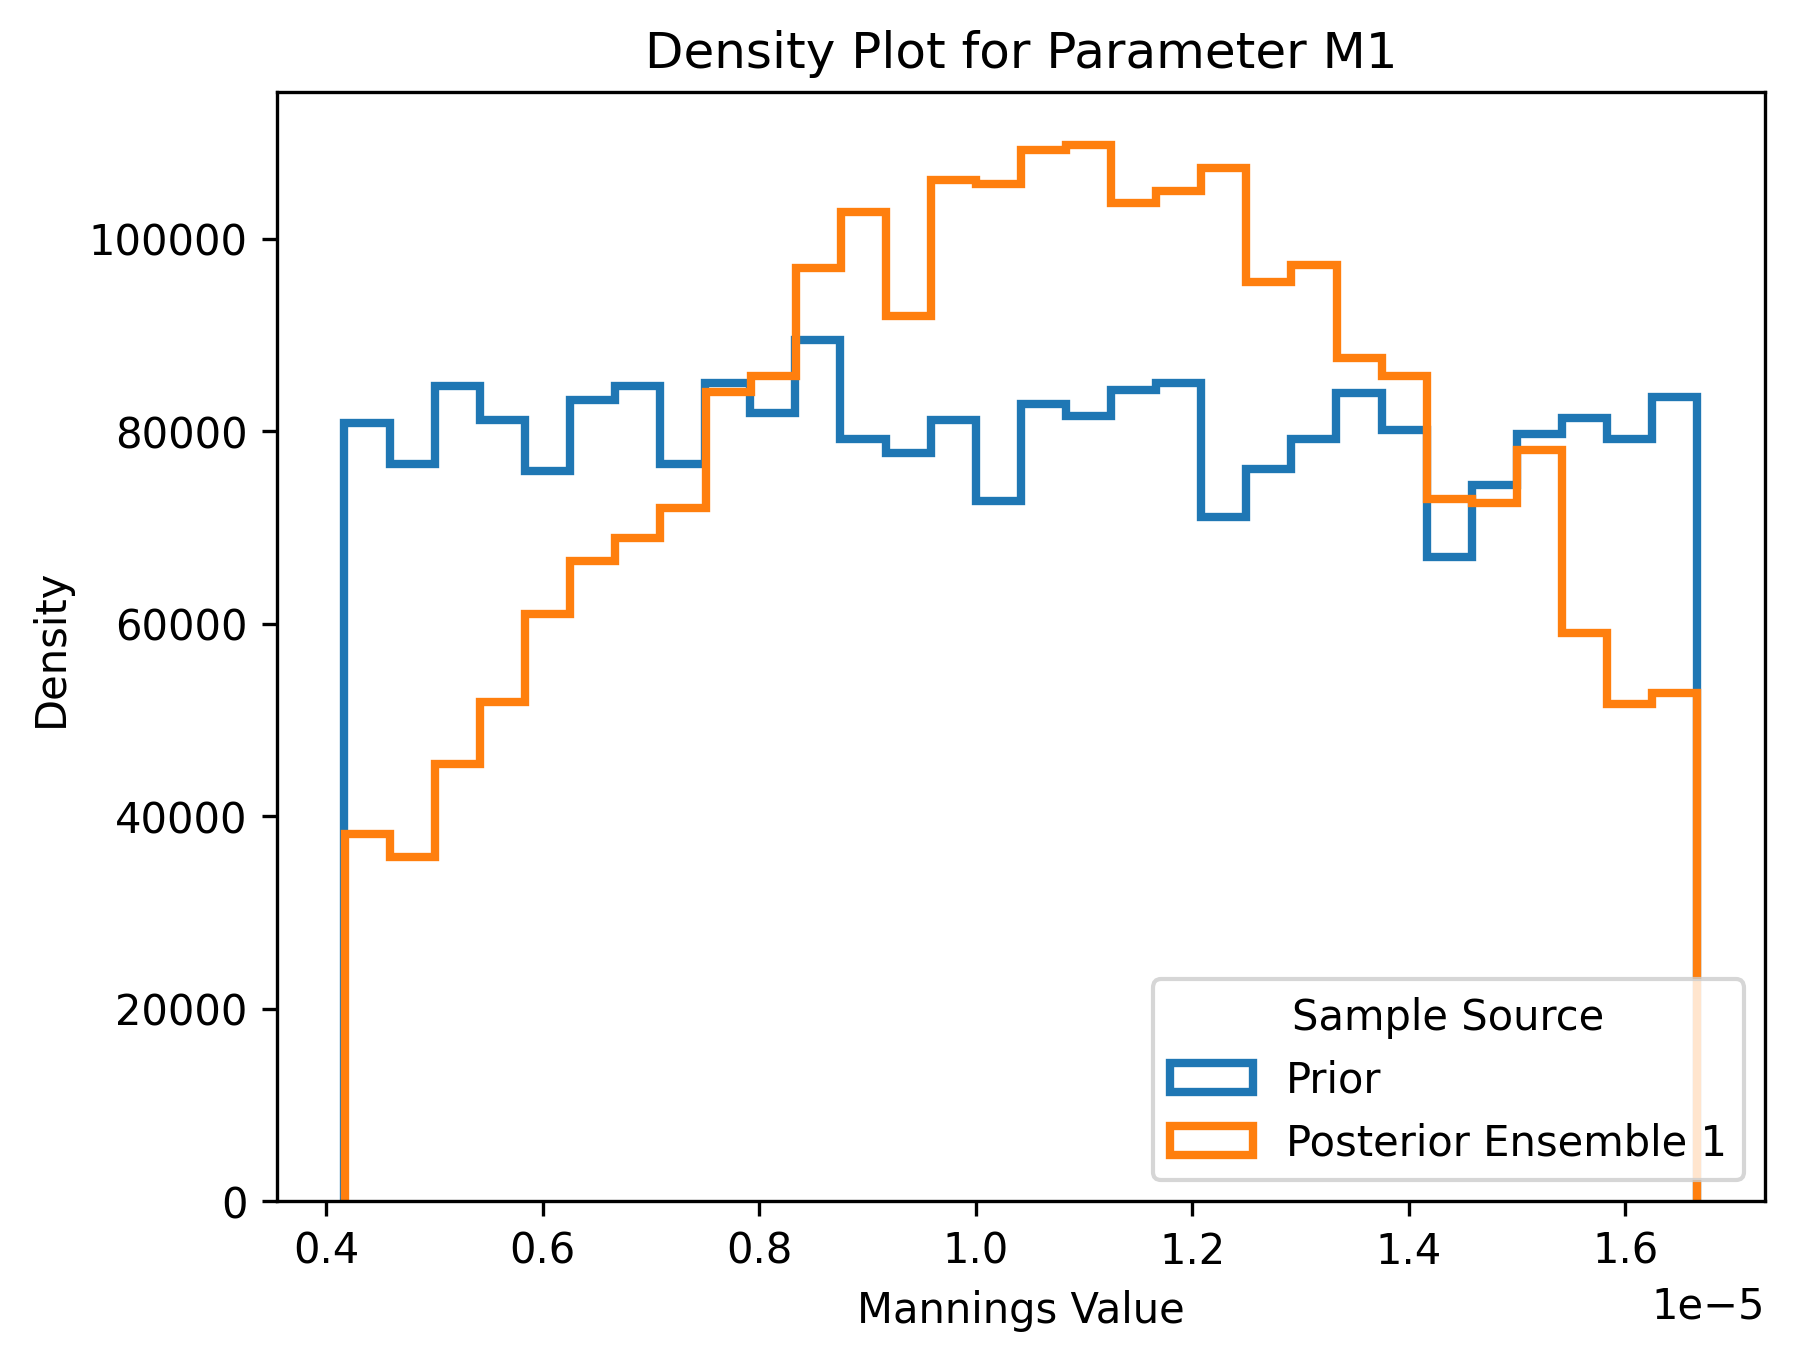 Density Plot for Parameter M1
Density
100000
80000
60000
40000
20000
0
0.4 0.6 0.8 1.0 1.2 1.4 1.6
1e−5
Mannings Value
Sample Source
Prior
Posterior Ensemble 1